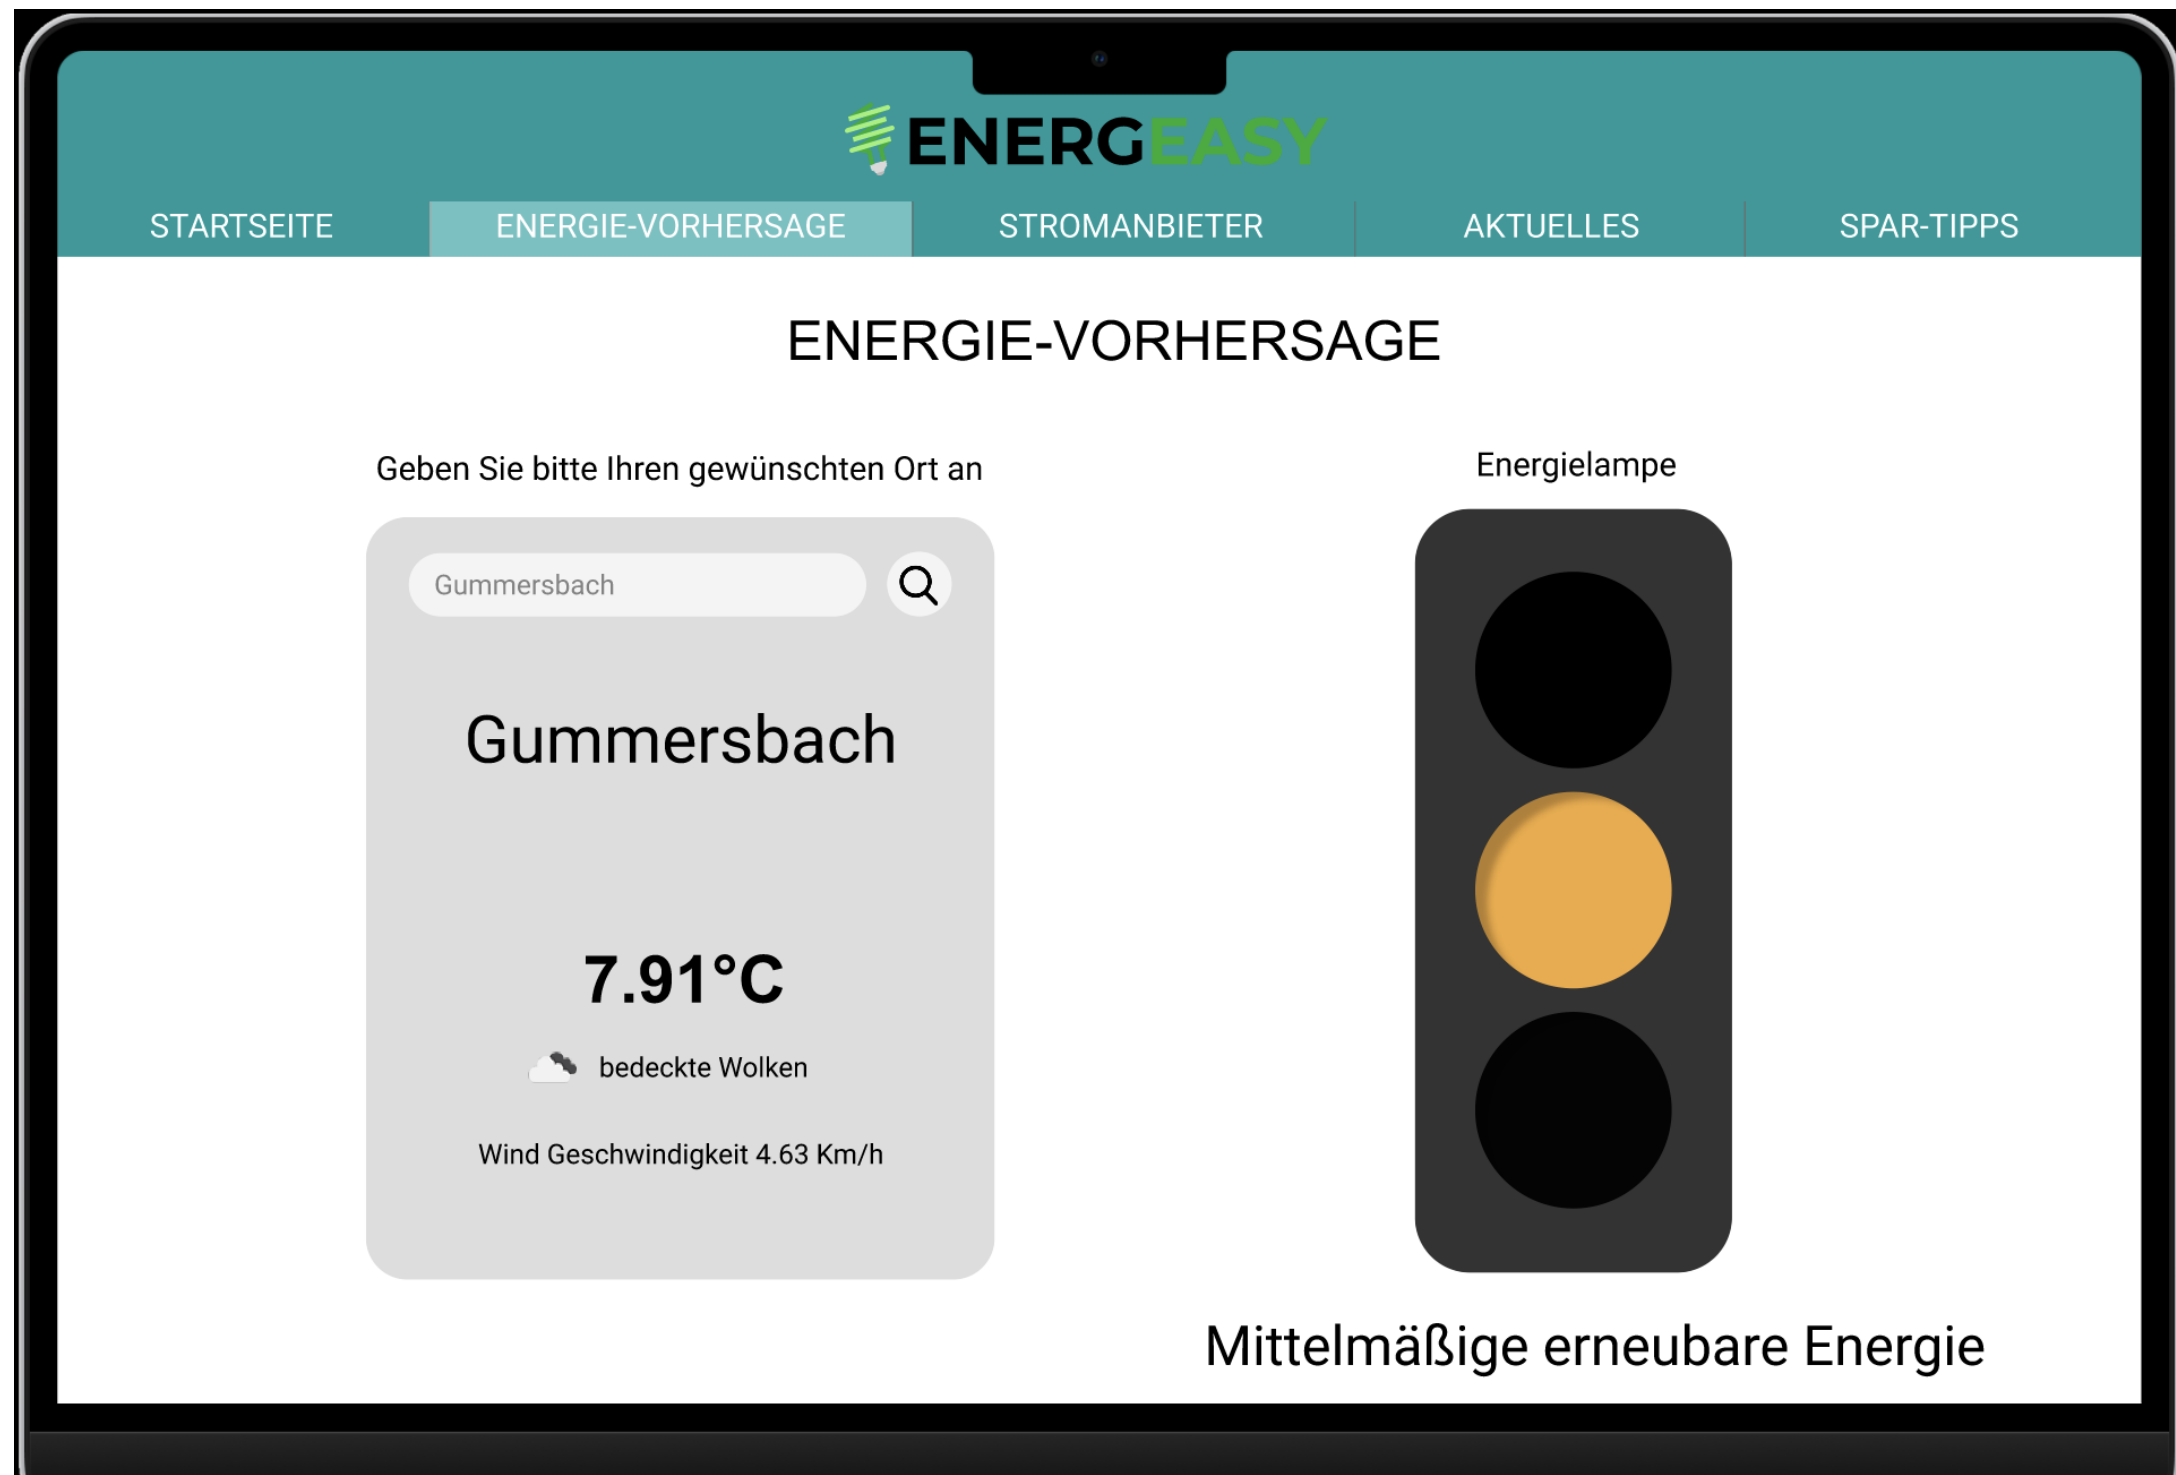 ENERGEASY
STARTSEITE ENERGIE-VORHERSAGE STROMANBIETER AKTUELLES SPAR-TIPPS
ENERGIE-VORHERSAGE
Geben Sie bitte Ihren gewünschten Ort an
Gummersbach
Gummersbach
7.91°C
bedeckte Wolken
Wind Geschwindigkeit 4.63 Km/h
Energielampe
Mittelmäßige erneubare Energie